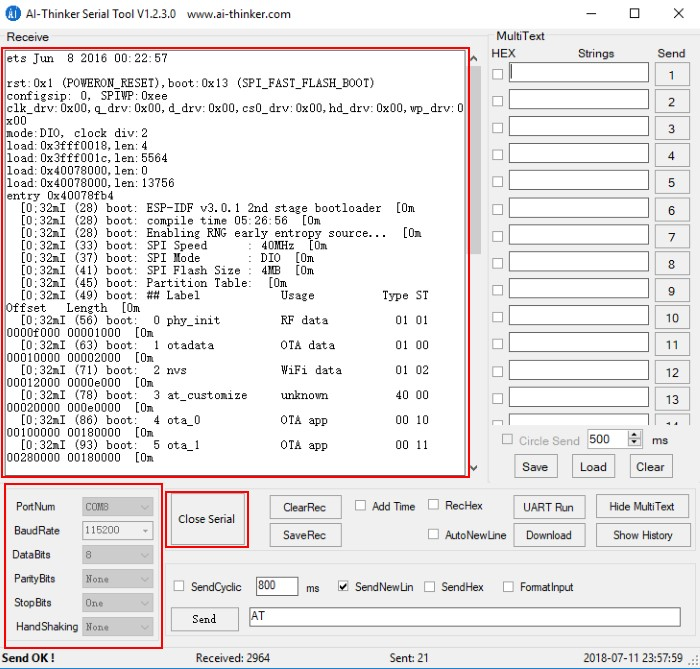 AI-Thinker Serial Tool V1.2.3.0 www.ai-thinker.com
Receive
ets Jun 8 2016 00:22:57
rst:0x1 (POWERON_RESET),boot:0x13 (SPI_FAST_FLASH_BOOT)
configsip: 0, SPIWP:0xee
clk_drv:0x00,q_drv:0x00,d_drv:0x00,cs0_drv:0x00,hd_drv:0x00,wp_drv:0
x00
mode:DIO, clock div:2
load:0x3fff0018,len:4
load:0x3fff001c,len:5564
load:0x40078000,len:0
load:0x40078000,len:13756
entry 0x40078fb4
[0;32mI (28) boot: ESP-IDF v3.0.1 2nd stage bootloader [0m
[0;32mI (28) boot: compile time 05:26:56 [0m
[0;32mI (28) boot: Enabling RNG early entropy source... [0m
[0;32mI (33) boot: SPI Speed : 40MHz [0m
[0;32mI (37) boot: SPI Mode : DIO [0m
[0;32mI (41) boot: SPI Flash Size : 4MB [0m
[0;32mI (45) boot: Partition Table: [0m
[0;32mI (49) boot: ## Label Usage Type ST
Offset Length [0m
[0;32mI (56) boot: 0 phy_init RF data 01 01
0000f000 00001000 [0m
[0;32mI (63) boot: 1 otadata OTA data 01 00
00010000 00002000 [0m
[0;32mI (71) boot: 2 nvs WiFi data 01 02
00012000 0000e000 [0m
[0;32mI (78) boot: 3 at_customize unknown 40 00
00020000 000e0000 [0m
[0;32mI (86) boot: 4 ota_0 OTA app 00 10
00100000 00180000 [0m
[0;32mI (93) boot: 5 ota_1 OTA app 00 11
00280000 00180000 [0m
MultiText
HEX Strings Send
1
2
3
4
5
6
7
8
9
10
11
12
13
14
Circle Send 500 ms
Save Load Clear
PortNum COM8
BaudRate 115200
DataBits 8
ParityBits None
StopBits One
HandShaking None
Close Serial
ClearRec Add Time RecHex UART Run Hide MultiText
SaveRec AutoNewLine Download Show History
SendCyclic 800 ms SendNewLin SendHex FormatInput
Send AT
Send OK ! Received: 2964 Sent: 21 2018-07-11 23:57:59